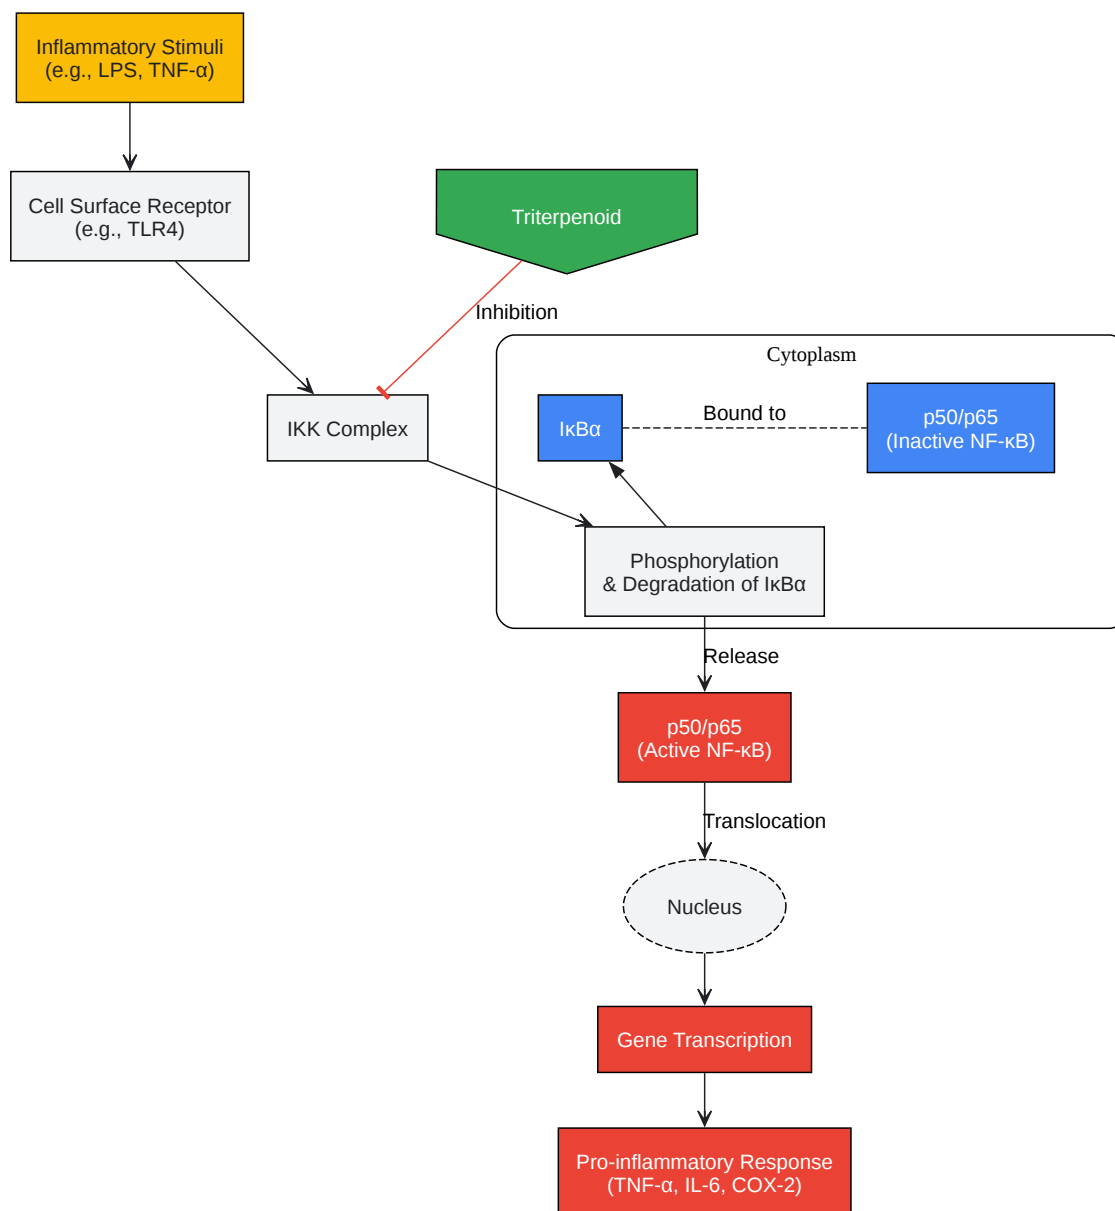 Inflammatory Stimuli
(e.g., LPS, TNF-α)
Cell Surface Receptor
(e.g., TLR4)
Triterpenoid
Inhibition
Cytoplasm
IKK Complex
IκBα
Bound to
p50/p65
(Inactive NF-κB)
Phosphorylation
& Degradation of IκBα
Release
p50/p65
(Active NF-κB)
Translocation
Nucleus
Gene Transcription
Pro-inflammatory Response
(TNF-α, IL-6, COX-2)